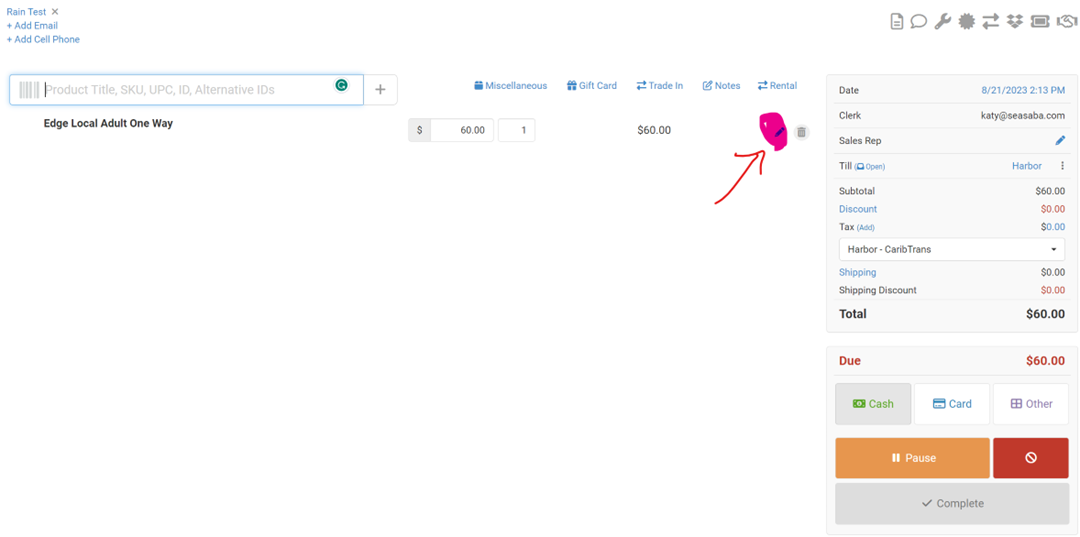 Rain Test ×
+ Add Email
+ Add Cell Phone
Product Title, SKU, UPC, ID, Alternative IDs
+
Miscellaneous Gift Card Trade In Notes Rental
Edge Local Adult One Way $ 60.00 1 $60.00
Date 8/21/2023 2:13 PM
Clerk katy@seasaba.com
Sales Rep
Till (Open) Harbor
Subtotal $60.00
Discount $0.00
Tax (Add) $0.00
Harbor - CaribTrans
Shipping $0.00
Shipping Discount $0.00
Total $60.00
Due $60.00
Cash Card Other
Pause
Complete